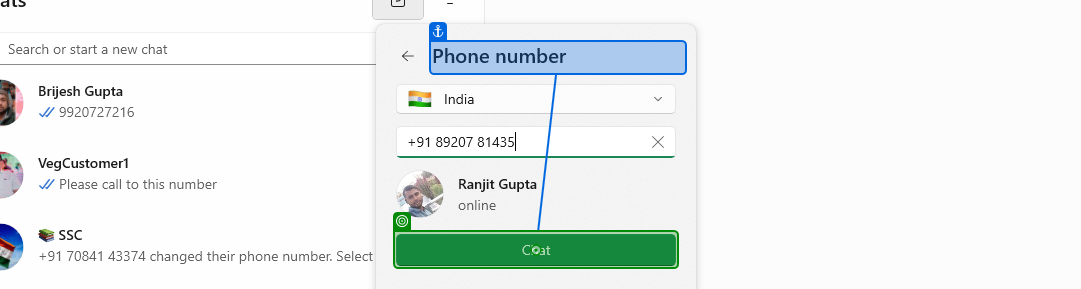 Search or start a new chat
Brijesh Gupta
9920727216
VegCustomer1
Please call to this number
SSC
+91 70841 43374 changed their phone number. Select
Phone number
India
+91 89207 81435
Ranjit Gupta
online
Chat